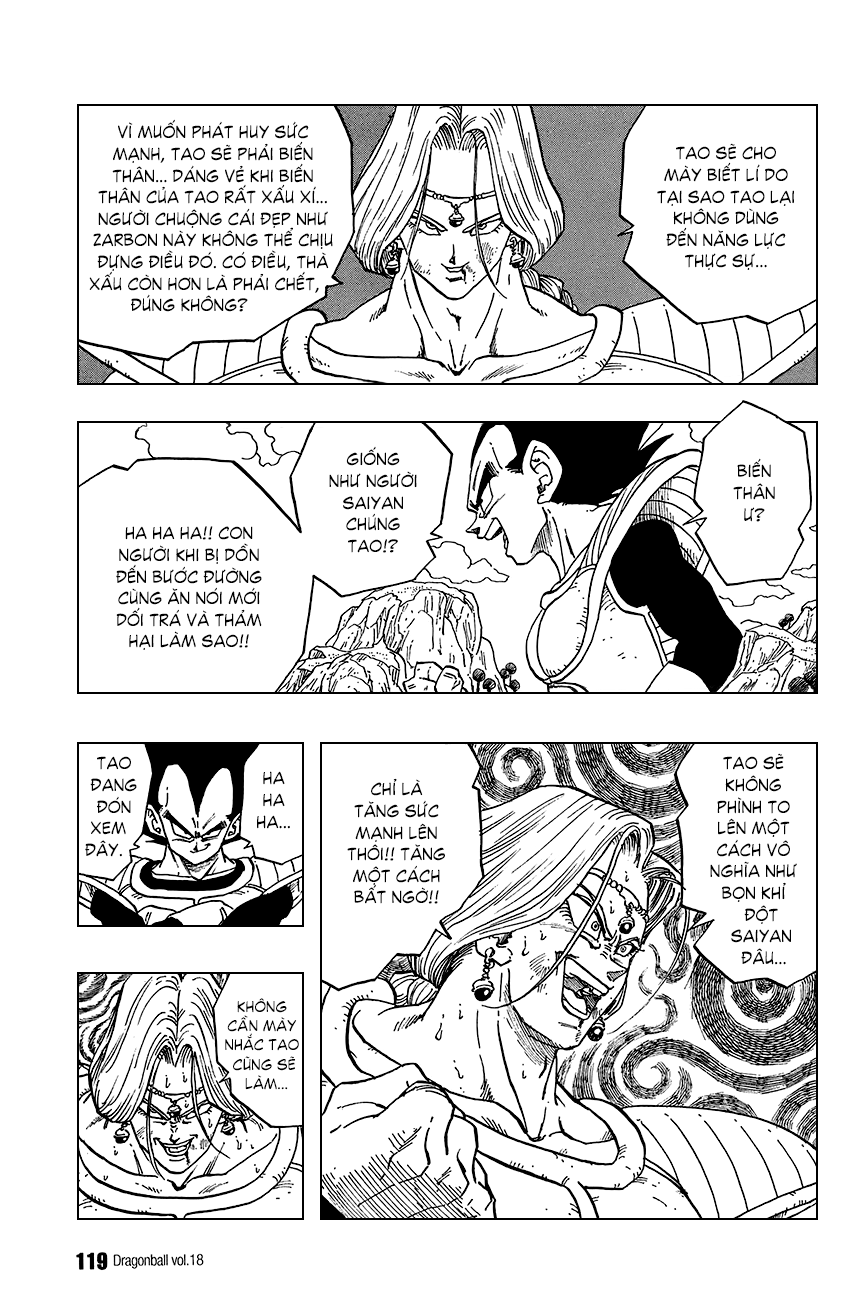 TAO SẼ CHO
MÀY BIẾT LÍ DO
TẠI SAO TAO LẠI
KHÔNG DÙNG
ĐẾN NĂNG LỰC
THỰC SỰ...
VÌ MUỐN PHÁT HUY SỨC
MẠNH, TAO SẼ PHẢI BIẾN
THÂN... DÁNG VẺ KHI BIẾN
THÂN CỦA TAO RẤT XẤU XÍ...
NGƯỜI CHUỘNG CÁI ĐẸP NHƯ
ZARBON NÀY KHÔNG THỂ CHỊU
ĐỰNG ĐIỀU ĐÓ. CÓ ĐIỀU, THÀ
XẤU CÒN HƠN LÀ PHẢI CHẾT,
ĐÚNG KHÔNG?
BIẾN
THÂN
Ư?
GIỐNG
NHƯ NGƯỜI
SAIYAN
CHÚNG
TAO!?
HA HA HA!! CON
NGƯỜI KHI BỊ DỒN
ĐẾN BƯỚC ĐƯỜNG
CÙNG ĂN NÓI MỚI
DỐI TRÁ VÀ THẢM
HẠI LÀM SAO!!
TAO SẼ
KHÔNG
PHÌNH TO
LÊN MỘT
CÁCH VÔ
NGHĨA NHƯ
BỌN KHỈ
ĐỘT
SAIYAN
ĐÂU...
CHỈ LÀ
TĂNG SỨC
MẠNH LÊN
THÔI!! TĂNG
MỘT CÁCH
BẤT NGỜ!!
HA
HA
HA...
TAO
ĐANG
ĐÓN
XEM
ĐÂY.
KHÔNG
CẦN MÀY
NHẮC TAO
CŨNG SẼ
LÀM...
119 Dragonball vol.18